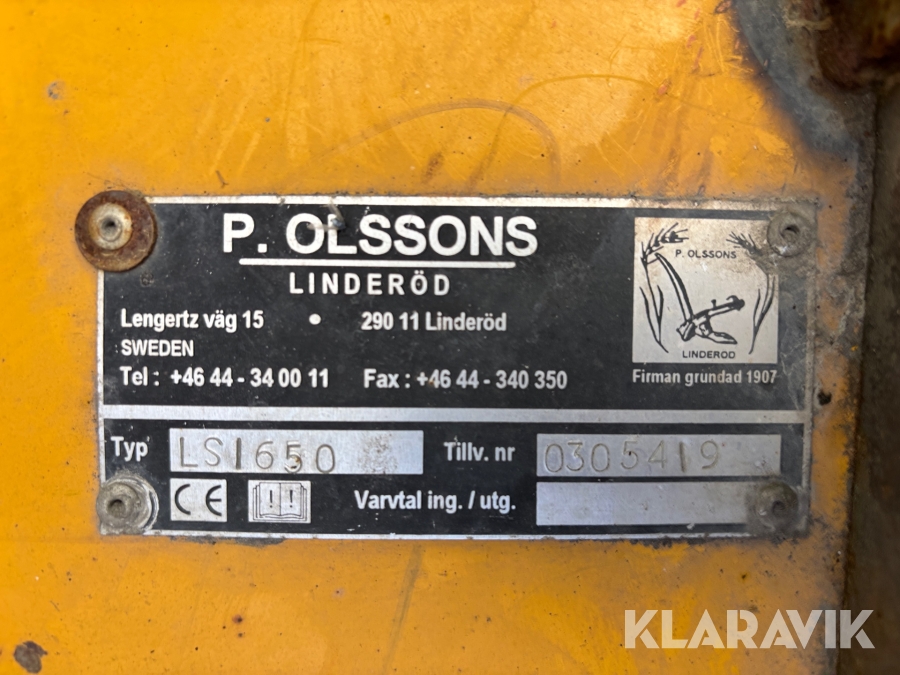 P. OLSSONS
LINDERÖD
Lengertz väg 15 • 290 11 Linderöd
SWEDEN
Tel : +46 44 - 34 00 11 Fax : +46 44 - 340 350
P. OLSSONS
LINDERÖD
Firman grundad 1907
Typ LS1650 Tillv. nr 0305419
CE Varvtal ing. / utg.
KLARAVIK